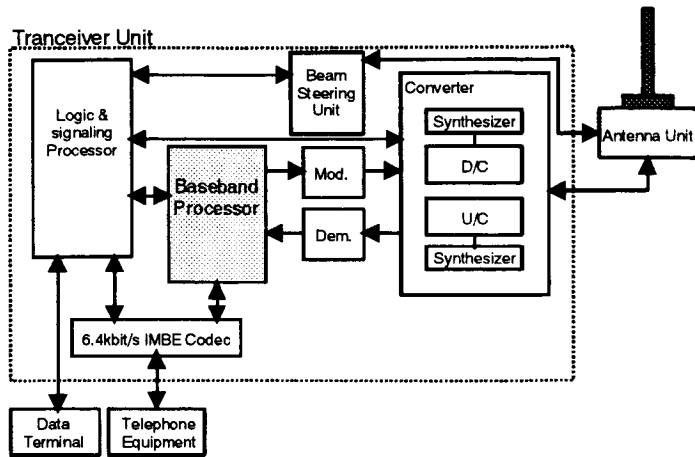 Tranceiver Unit
Beam
Steering
Unit
Converter
Synthesizer
D/C
U/C
Synthesizer
Antenna Unit
Logic &
signaling
Processor
Baseband
Processor
Mod.
Dem.
6.4kbit/s IMBE Codec
Data
Terminal
Telephone
Equipment